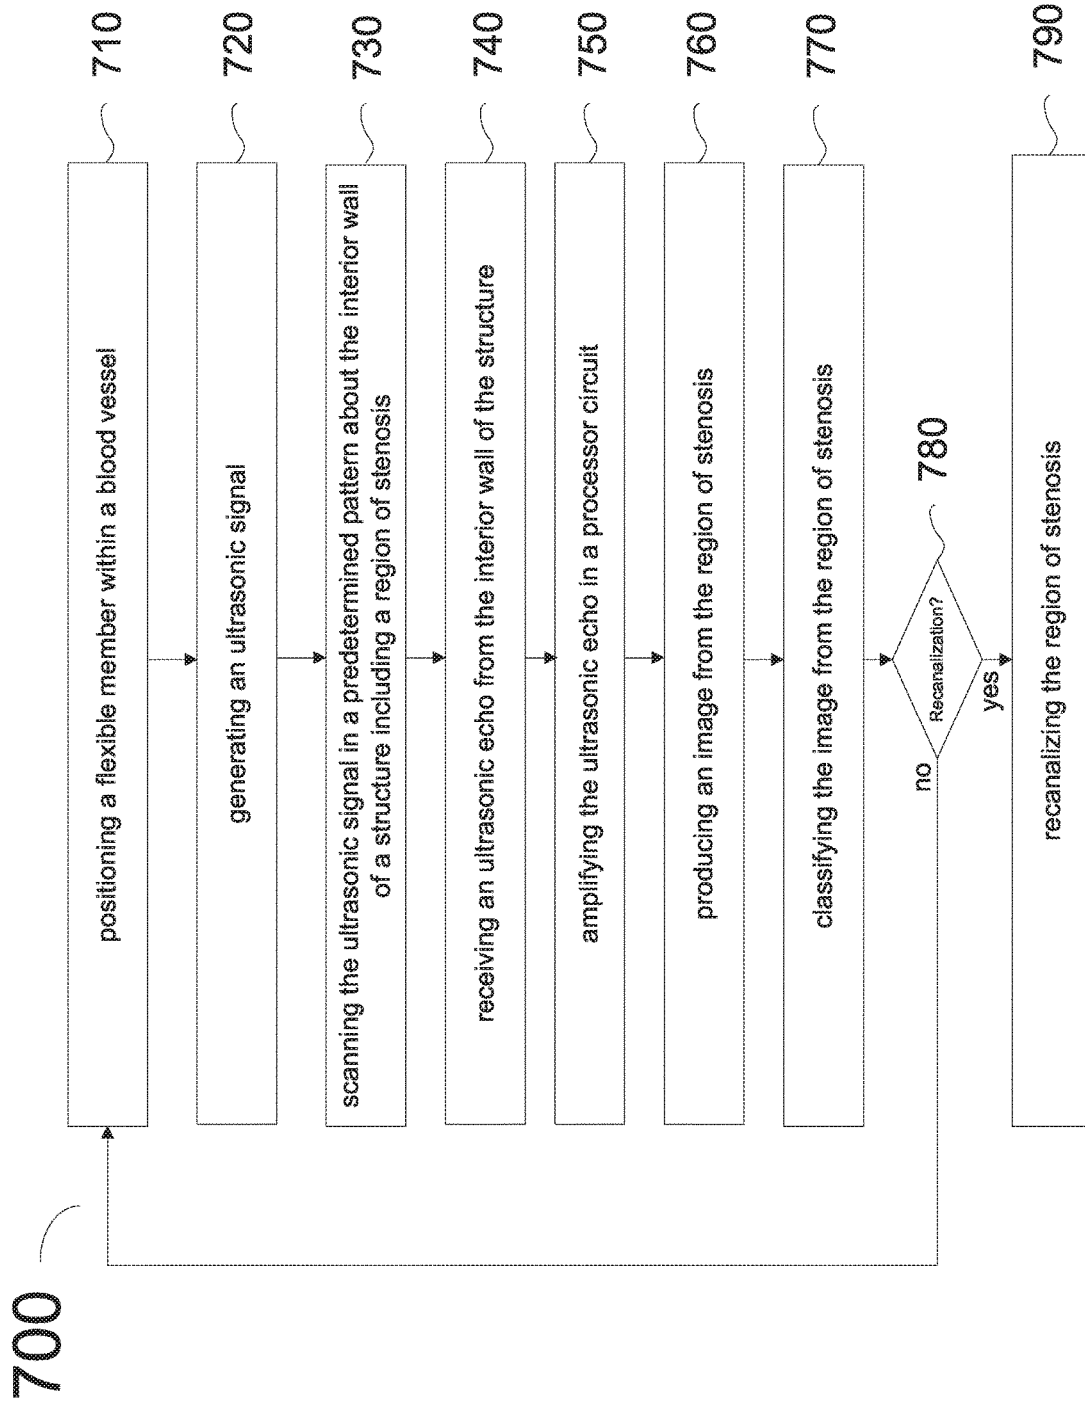 700
positioning a flexible member within a blood vessel
710
generating an ultrasonic signal
720
scanning the ultrasonic signal in a predetermined pattern about the interior wall
of a structure including a region of stenosis
730
receiving an ultrasonic echo from the interior wall of the structure
740
amplifying the ultrasonic echo in a processor circuit
750
producing an image from the region of stenosis
760
classifying the image from the region of stenosis
770
no
Recanalization?
780
yes
recanalizing the region of stenosis
790